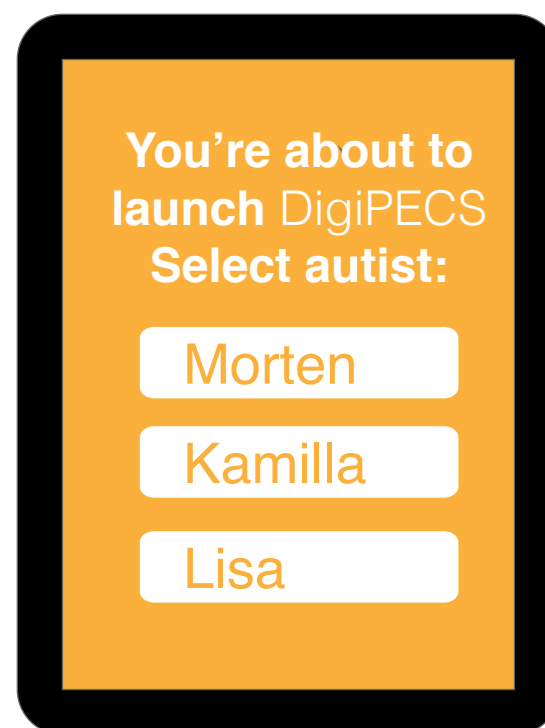 You’re about to
launch DigiPECS
Select autist:
Morten
Kamilla
Lisa